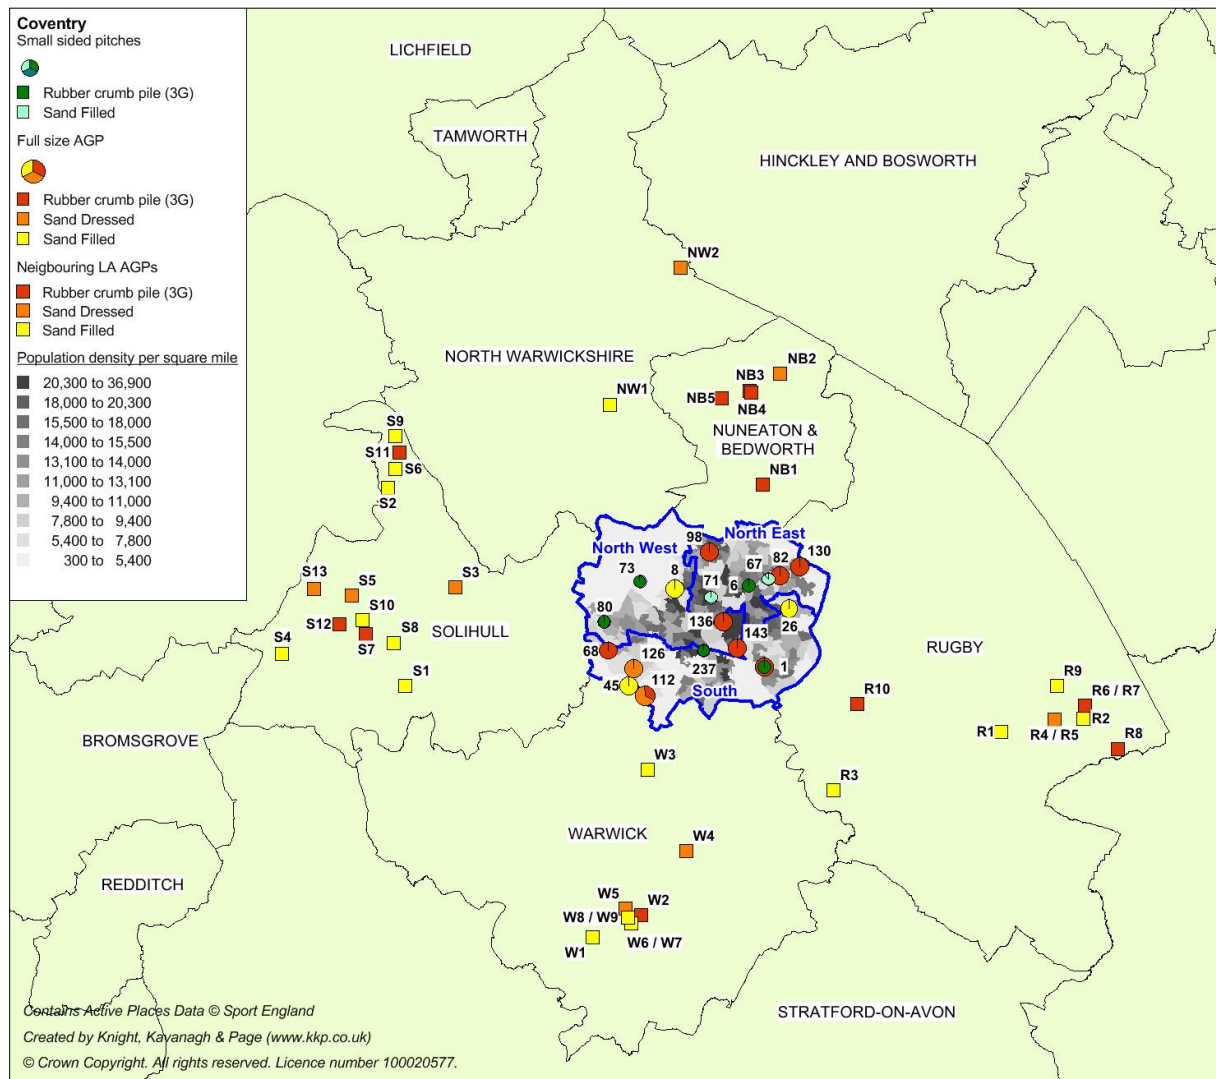 Coventry
Small sided pitches
Rubber crumb pile (3G)
Sand Filled
Full size AGP
Rubber crumb pile (3G)
Sand Dressed
Sand Filled
Neigbouring LA AGPs
Rubber crumb pile (3G)
Sand Dressed
Sand Filled
Population density per square mile
20,300 to 36,900
18,000 to 20,300
15,500 to 18,000
14,000 to 15,500
13,100 to 14,000
11,000 to 13,100
9,400 to 11,000
7,800 to 9,400
5,400 to 7,800
300 to 5,400
LICHFIELD
TAMWORTH
HINCKLEY AND BOSWORTH
NW2
NORTH WARWICKSHIRE
NB2
NB3
NW1
NB5
NB4
S9
NUNEATON &
BEDWORTH
S11
S6
NB1
S2
North East
98
North West
82
130
73
8
67
S13
S5
S3
71
6
80
S10
S12
136
26
SOLIHULL
143
S4
S7
S8
68
126
RUGBY
237
1
S1
112
45
South
R9
R10
R6 / R7
R2
R1
R4 / R5
R8
BROMSGROVE
W3
R3
WARWICK
W4
REDDITCH
W5
W2
W8 / W9
W6 / W7
W1
STRATFORD-ON-AVON
Contains Active Places Data © Sport England
Created by Knight, Kavanagh & Page (www.kkp.co.uk)
© Crown Copyright. All rights reserved. Licence number 100020577.